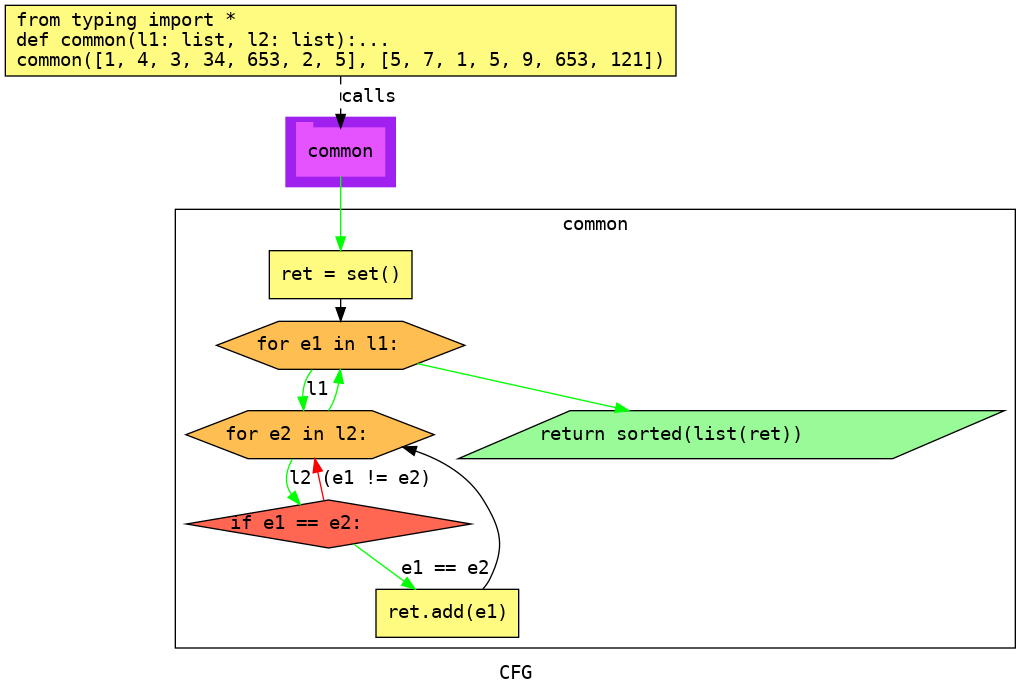 from typing import *
def common(l1: list, l2: list):...
common([1, 4, 3, 34, 653, 2, 5], [5, 7, 1, 5, 9, 653, 121])
calls
common
common
ret = set()
for e1 in l1:
l1
for e2 in l2:
return sorted(list(ret))
l2
(e1 != e2)
if e1 == e2:
e1 == e2
ret.add(e1)
CFG